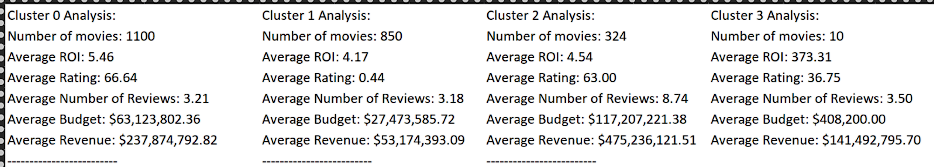 Cluster 0 Analysis:
Number of movies: 1100
Average ROI: 5.46
Average Rating: 66.64
Average Number of Reviews: 3.21
Average Budget: $63,123,802.36
Average Revenue: $237,874,792.82
-------------------------
Cluster 1 Analysis:
Number of movies: 850
Average ROI: 4.17
Average Rating: 0.44
Average Number of Reviews: 3.18
Average Budget: $27,473,585.72
Average Revenue: $53,174,393.09
-------------------------
Cluster 2 Analysis:
Number of movies: 324
Average ROI: 4.54
Average Rating: 63.00
Average Number of Reviews: 8.74
Average Budget: $117,207,221.38
Average Revenue: $475,236,121.51
-------------------------
Cluster 3 Analysis:
Number of movies: 10
Average ROI: 373.31
Average Rating: 36.75
Average Number of Reviews: 3.50
Average Budget: $408,200.00
Average Revenue: $141,492,795.70